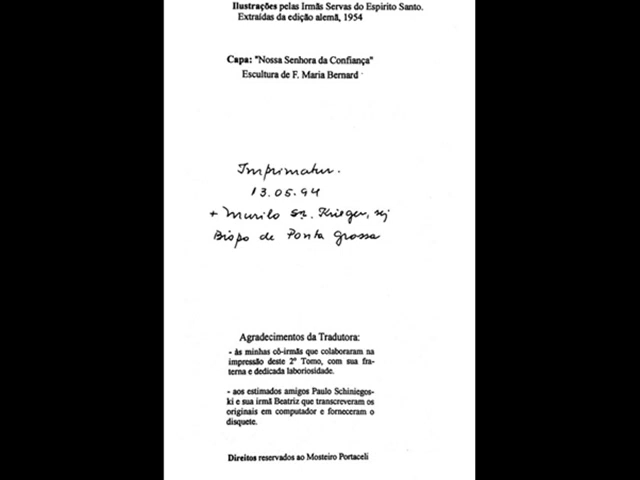 Ilustrações pelas Irmãs Servas do Espirito Santo.
Extraídas da edição alemã, 1954
Capa: "Nossa Senhora da Confiança"
Escultura de F. Maria Bernard
Imprimatur.
13.05.94
+ Murilo S.R. Krieger, scj
Bispo de Ponta Grossa
Agradecimentos da Tradutora:
- às minhas cô-irmãs que colaboraram na
impressão deste 2º Tomo, com sua fra-
terna e dedicada laboriosidade.
- aos estimados amigos Paulo Schiniegos-
ki e sua irmã Beatriz que transcreveram os
originais em computador e forneceram o
disquete.
Direitos reservados ao Mosteiro Portaceli